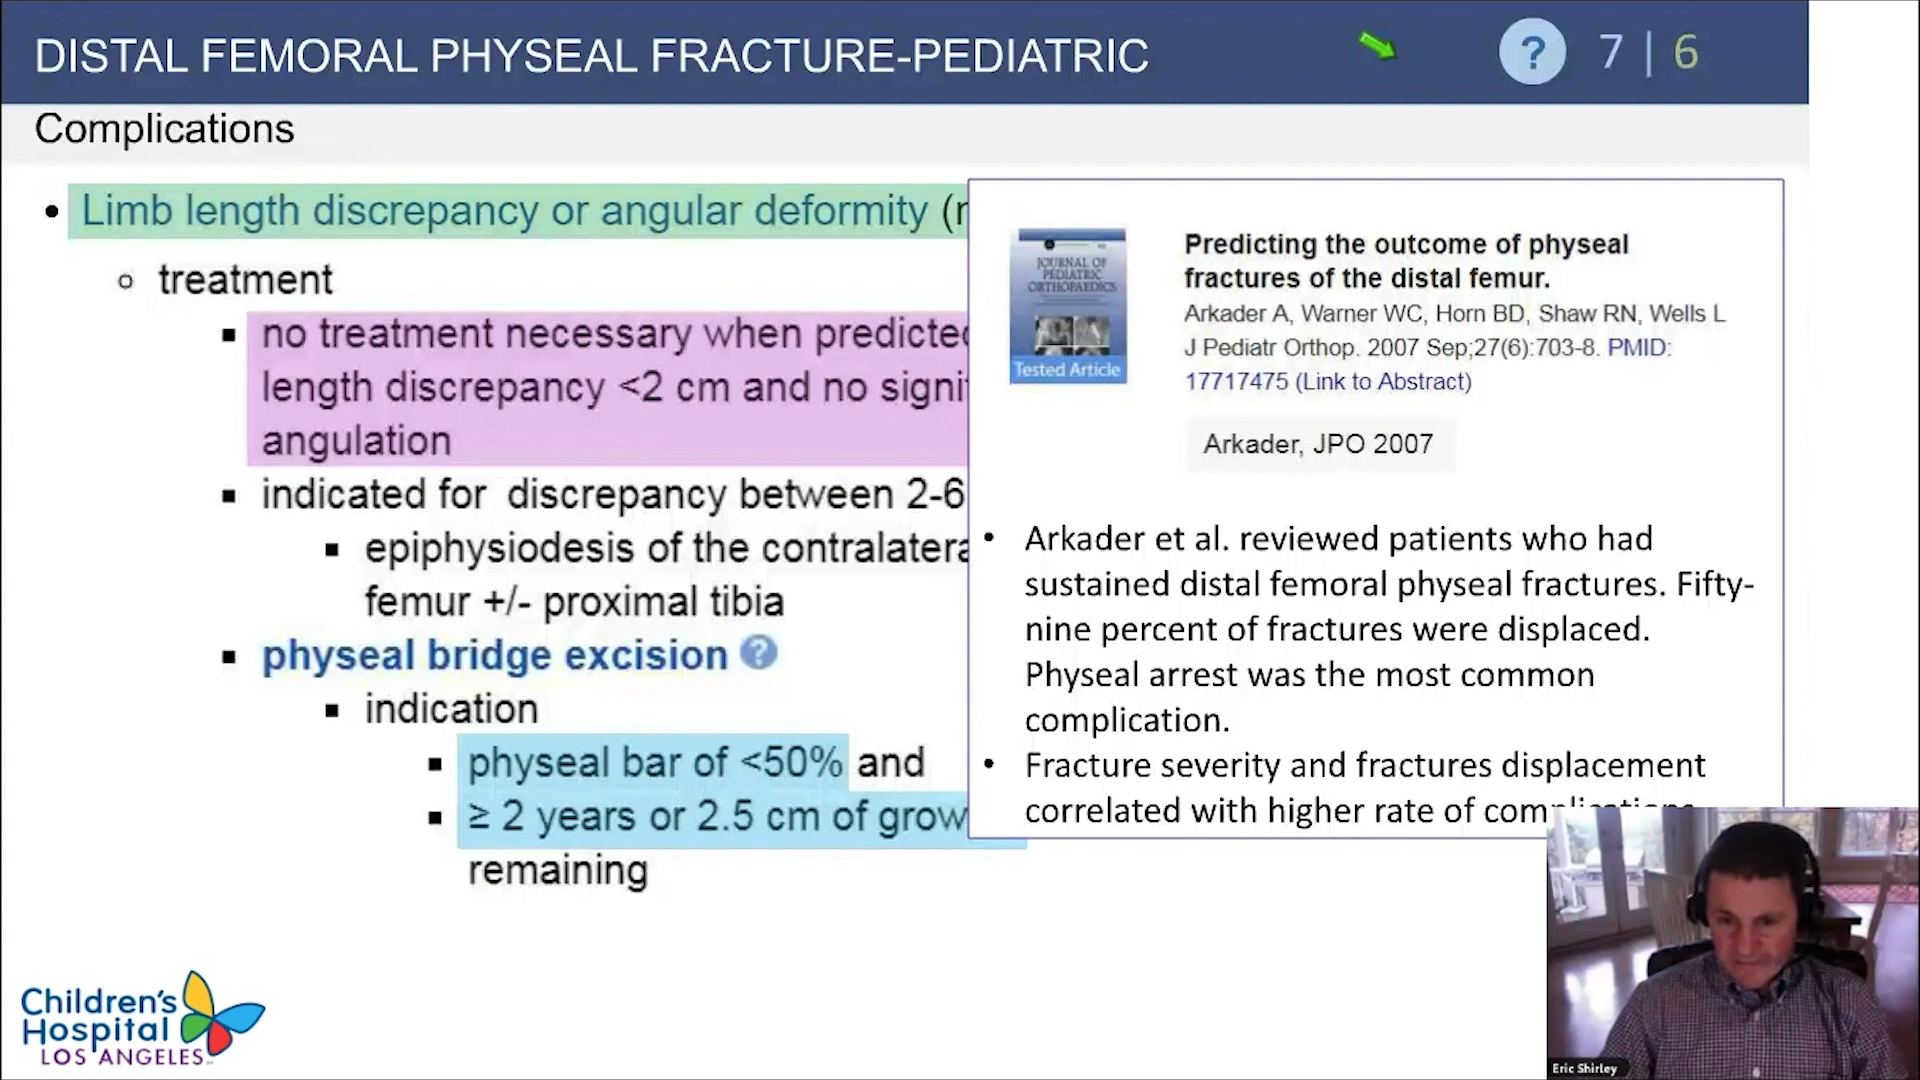 DISTAL FEMORAL PHYSEAL FRACTURE-PEDIATRIC
? 7 | 6
Complications
• Limb length discrepancy or angular deformity (
○ treatment
▪ no treatment necessary when predicted
length discrepancy <2 cm and no signi
angulation
▪ indicated for discrepancy between 2-6
▪ epiphysiodesis of the contralatera
femur +/- proximal tibia
▪ physeal bridge excision ?
▪ indication
▪ physeal bar of <50% and
▪ ≥ 2 years or 2.5 cm of grow
remaining
JOURNAL OF
PEDIATRIC
ORTHOPAEDICS
Tested Article
Predicting the outcome of physeal
fractures of the distal femur.
Arkader A, Warner WC, Horn BD, Shaw RN, Wells L
J Pediatr Orthop. 2007 Sep;27(6):703-8. PMID:
17717475 (Link to Abstract)
Arkader, JPO 2007
• Arkader et al. reviewed patients who had
sustained distal femoral physeal fractures. Fifty-
nine percent of fractures were displaced.
Physeal arrest was the most common
complication.
• Fracture severity and fractures displacement
correlated with higher rate of complications
Children's
Hospital
LOS ANGELES
Eric Shirley